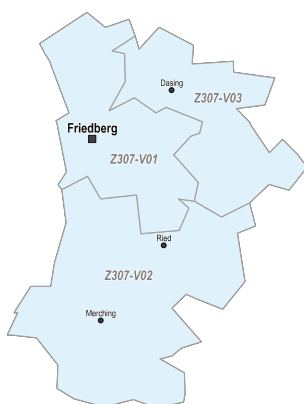 Dasing
Z307-V03
Friedberg
Z307-V01
Ried
Z307-V02
Merching